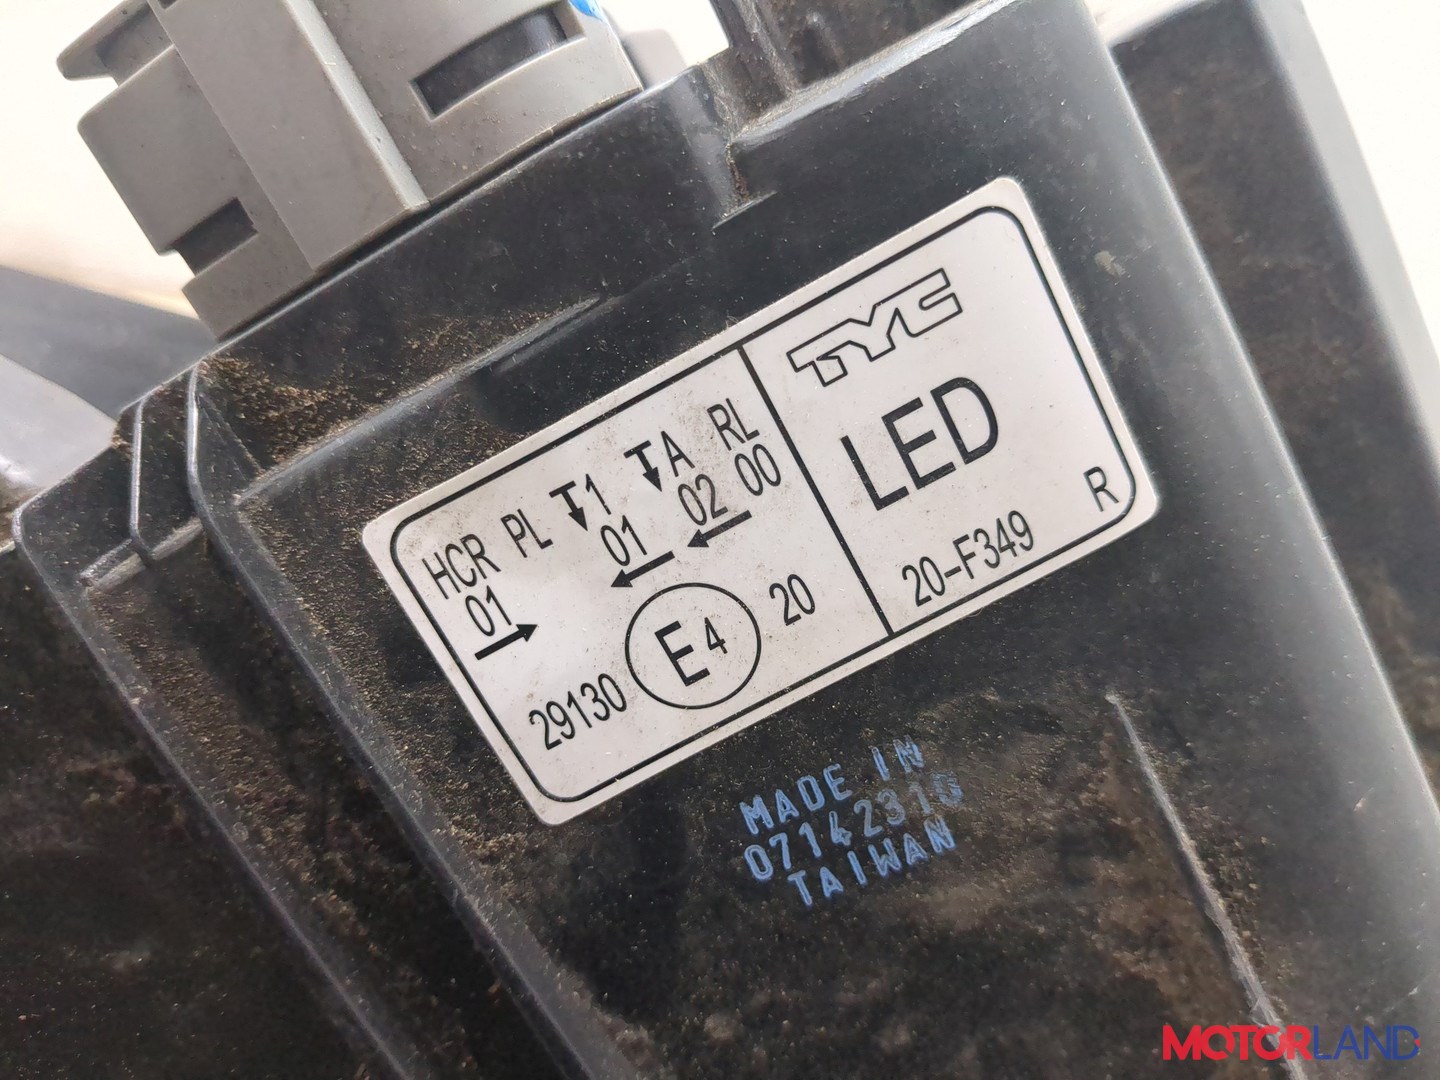 HCR PL 1 A RL
01 01 02 00
29130 E4 20
TYC
LED
20-F349 R
MADE IN
0714231G
TAIWAN
MOTORLAND